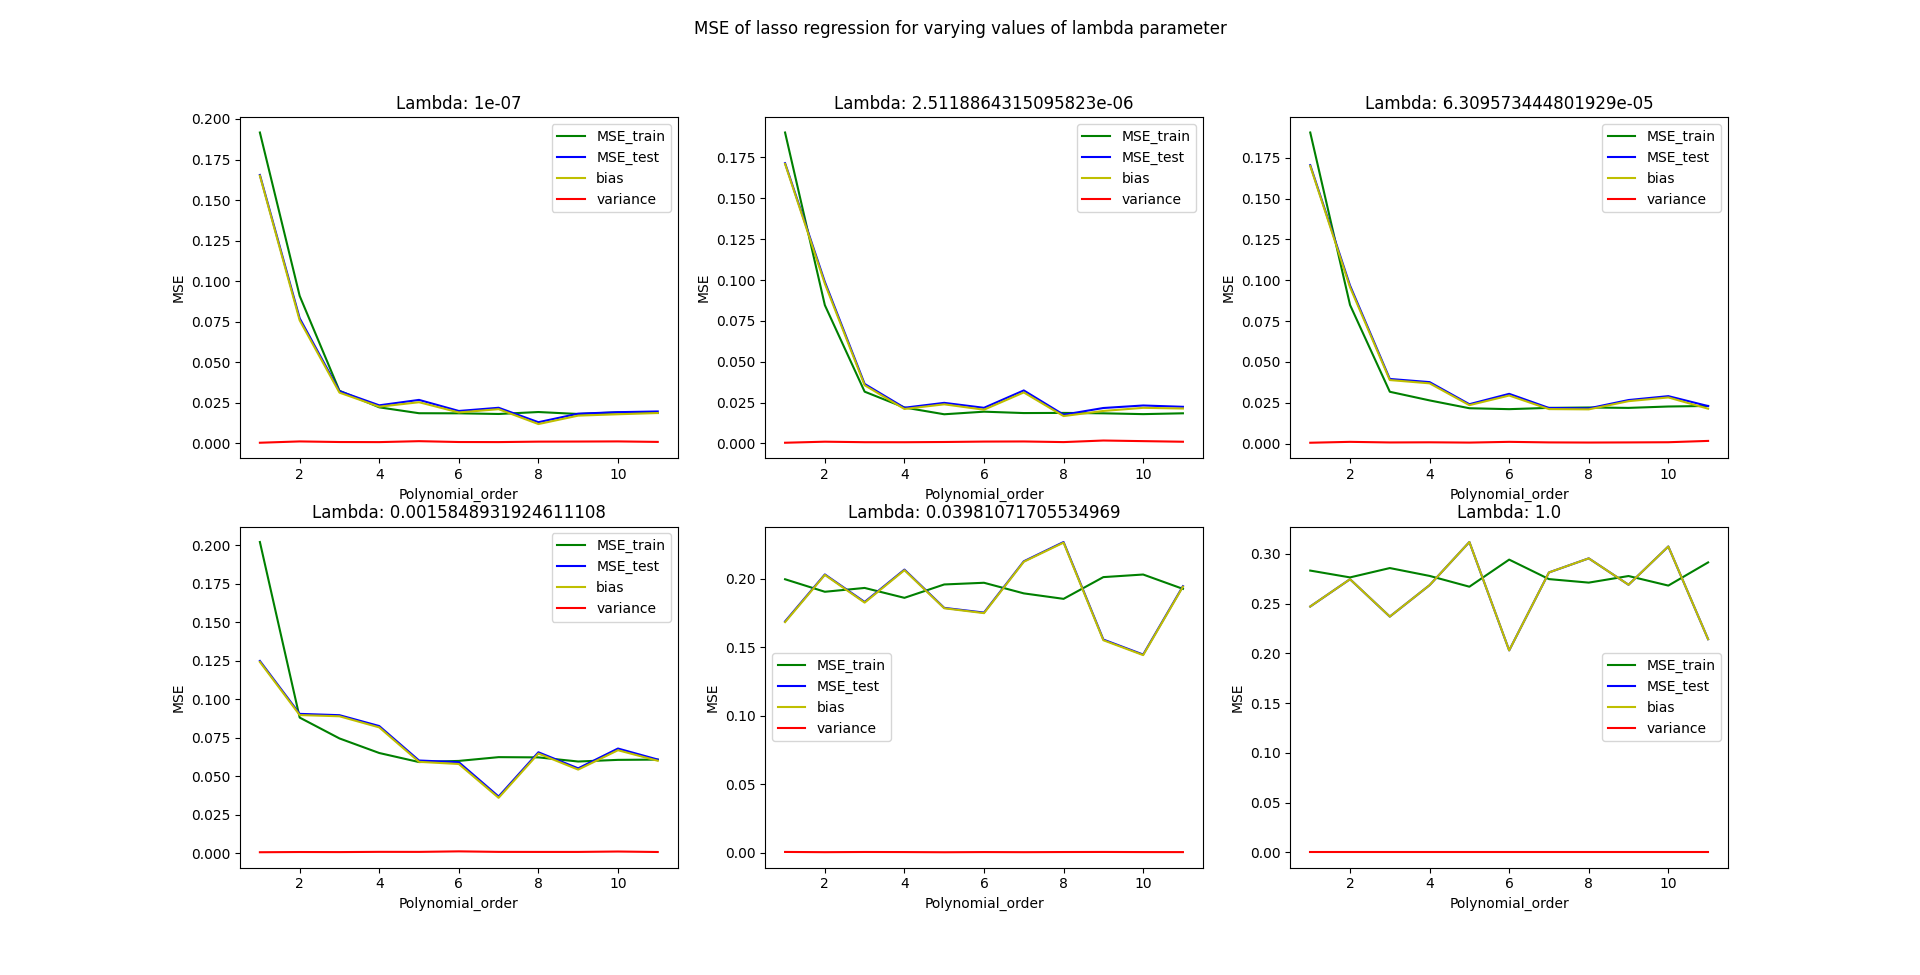 MSE of lasso regression for varying values of lambda parameter
Lambda: 1e-07
MSE
0.200
0.175
0.150
0.125
0.100
0.075
0.050
0.025
0.000
MSE_train
MSE_test
bias
variance
2 4 6 8 10
Polynomial_order
Lambda: 2.5118864315095823e-06
MSE
0.175
0.150
0.125
0.100
0.075
0.050
0.025
0.000
MSE_train
MSE_test
bias
variance
2 4 6 8 10
Polynomial_order
Lambda: 6.309573444801929e-05
MSE
0.175
0.150
0.125
0.100
0.075
0.050
0.025
0.000
MSE_train
MSE_test
bias
variance
2 4 6 8 10
Polynomial_order
Lambda: 0.0015848931924611108
MSE
0.200
0.175
0.150
0.125
0.100
0.075
0.050
0.025
0.000
MSE_train
MSE_test
bias
variance
2 4 6 8 10
Polynomial_order
Lambda: 0.03981071705534969
MSE
0.20
0.15
0.10
0.05
0.00
MSE_train
MSE_test
bias
variance
2 4 6 8 10
Polynomial_order
Lambda: 1.0
MSE
0.30
0.25
0.20
0.15
0.10
0.05
0.00
MSE_train
MSE_test
bias
variance
2 4 6 8 10
Polynomial_order